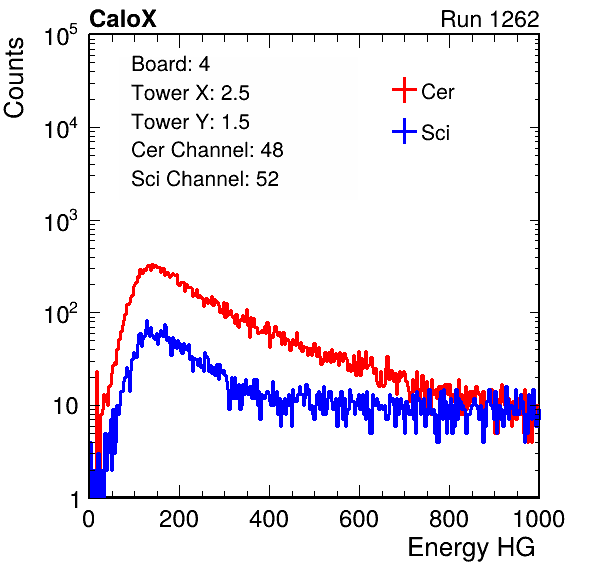 CaloX Run 1262
Counts
10^5
10^4
10^3
10^2
10
1
Board: 4
Tower X: 2.5
Tower Y: 1.5
Cer Channel: 48
Sci Channel: 52
Cer
Sci
0 200 400 600 800 1000
Energy HG